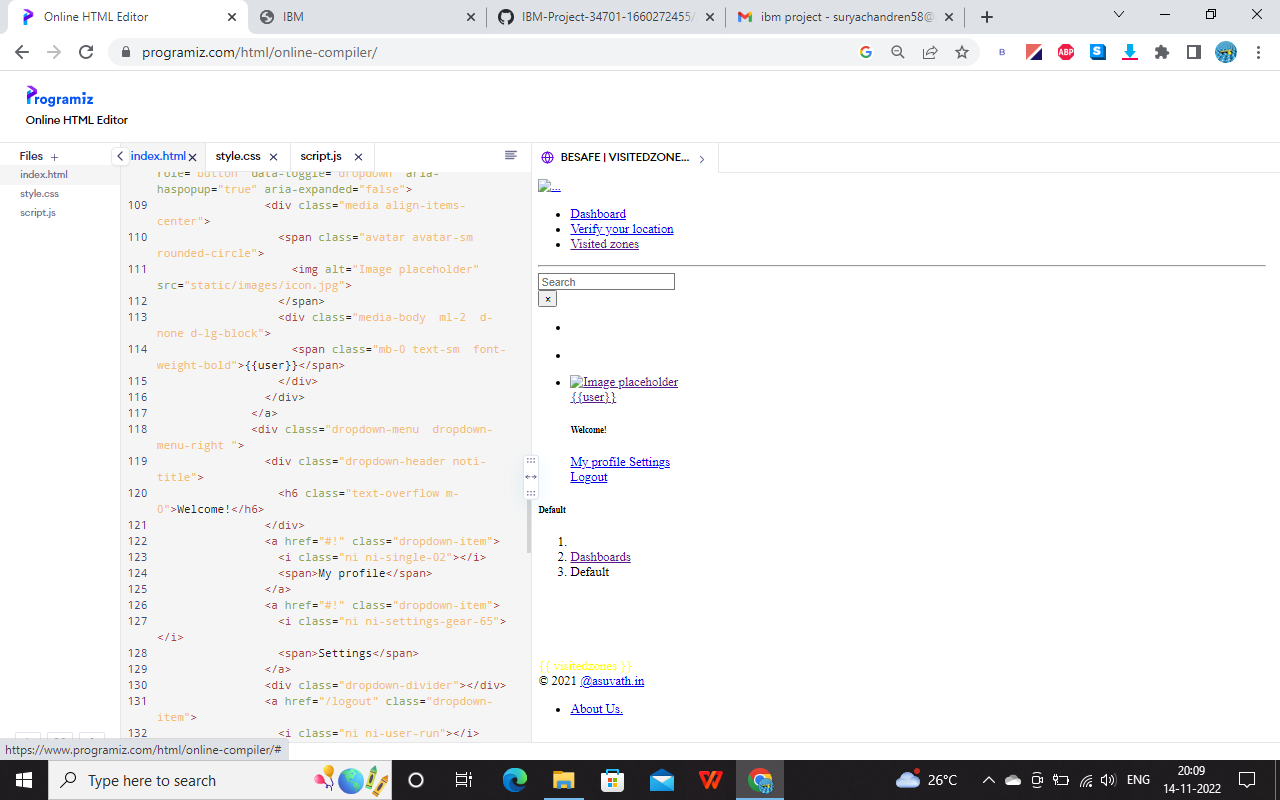 Online HTML Editor
IBM
IBM-Project-34701-1660272455/
ibm project - suryachandren58@
programiz.com/html/online-compiler/
B
ABP
S
Programiz
Online HTML Editor
Files +
index.html
style.css
script.js
index.html
style.css
script.js
BESAFE | VISITEDZONE...
role="button" data-toggle="dropdown" aria-
haspopup="true" aria-expanded="false">
109 <div class="media align-items-
center">
110 <span class="avatar avatar-sm
rounded-circle">
111 <img alt="Image placeholder"
src="static/images/icon.jpg">
112 </span>
113 <div class="media-body  ml-2  d-
none d-lg-block">
114 <span class="mb-0 text-sm  font-
weight-bold">{{user}}</span>
115 </div>
116 </div>
117 </a>
118 <div class="dropdown-menu  dropdown-
menu-right ">
119 <div class="dropdown-header noti-
title">
120 <h6 class="text-overflow m-
0">Welcome!</h6>
121 </div>
122 <a href="#!" class="dropdown-item">
123 <i class="ni ni-single-02"></i>
124 <span>My profile</span>
125 </a>
126 <a href="#!" class="dropdown-item">
127 <i class="ni ni-settings-gear-65">
</i>
128 <span>Settings</span>
129 </a>
130 <div class="dropdown-divider"></div>
131 <a href="/logout" class="dropdown-
item">
132 <i class="ni ni-user-run"></i>
...
Dashboard
Verify your location
Visited zones
Search
×
Image placeholder
{{user}}
Welcome!
My profile Settings
Logout
Default
1.
2. Dashboards
3. Default
{{ visitedzones }}
© 2021 @asuvath.in
About Us.
https://www.programiz.com/html/online-compiler/#
Type here to search
26°C
ENG
20:09
14-11-2022